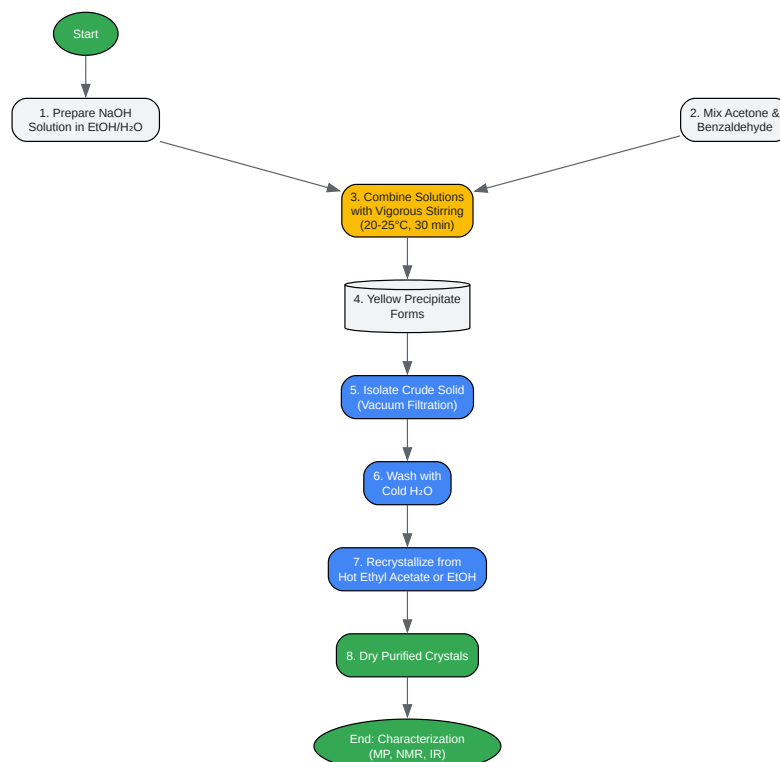 Start
1. Prepare NaOH
Solution in EtOH/H₂O
2. Mix Acetone &
Benzaldehyde
3. Combine Solutions
with Vigorous Stirring
(20-25°C, 30 min)
4. Yellow Precipitate
Forms
5. Isolate Crude Solid
(Vacuum Filtration)
6. Wash with
Cold H₂O
7. Recrystallize from
Hot Ethyl Acetate or EtOH
8. Dry Purified Crystals
End: Characterization
(MP, NMR, IR)